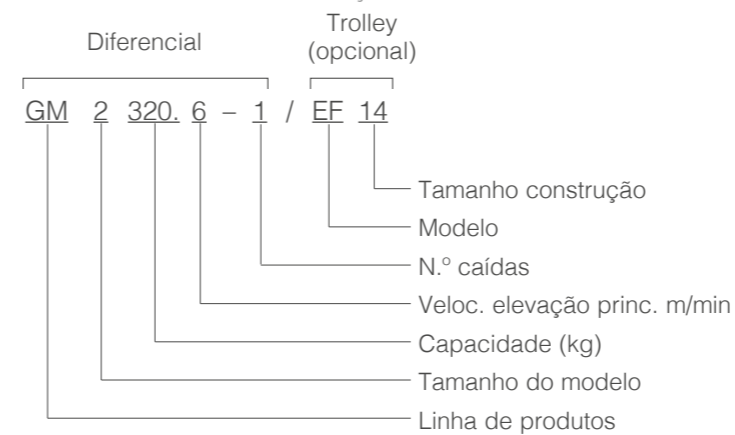 Trolley
Diferencial (opcional)
GM 2 320. 6 – 1 / EF 14
Tamanho construção
Modelo
N.º caídas
Veloc. elevação princ. m/min
Capacidade (kg)
Tamanho do modelo
Linha de produtos